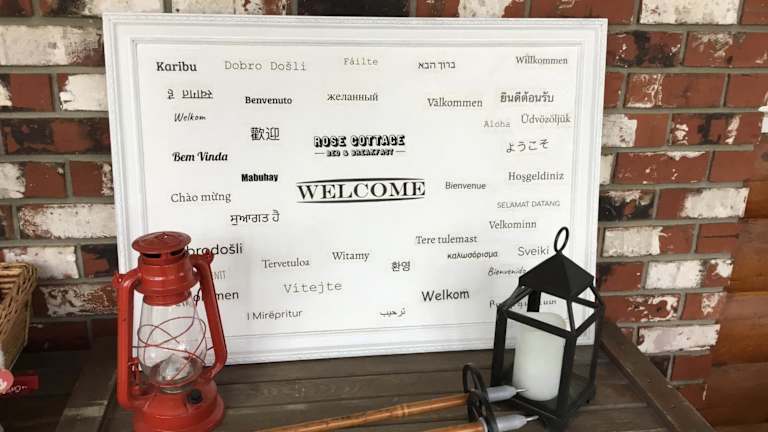 Karibu
Dobro Došli
Fáilte
ברוך הבא
Willkommen
Benvenuto
желанный
Välkommen
ยินดีต้อนรับ
Welkom
歡迎
Aloha
Üdvözöljük
ようこそ
ROSE COTTAGE
BED & BREAKFAST
Bem Vinda
Mabuhay
WELCOME
Bienvenue
Hoşgeldiniz
Chào mừng
SELAMAT DATANG
ਸੁਆਗਤ ਹੈ
Velkominn
Tere tulemast
brodošli
Tervetuloa
Witamy
환영
καλωσόρισμα
Sveiki
Bienvenido
Vitejte
Welkom
I Mirëpritur
ترحيب